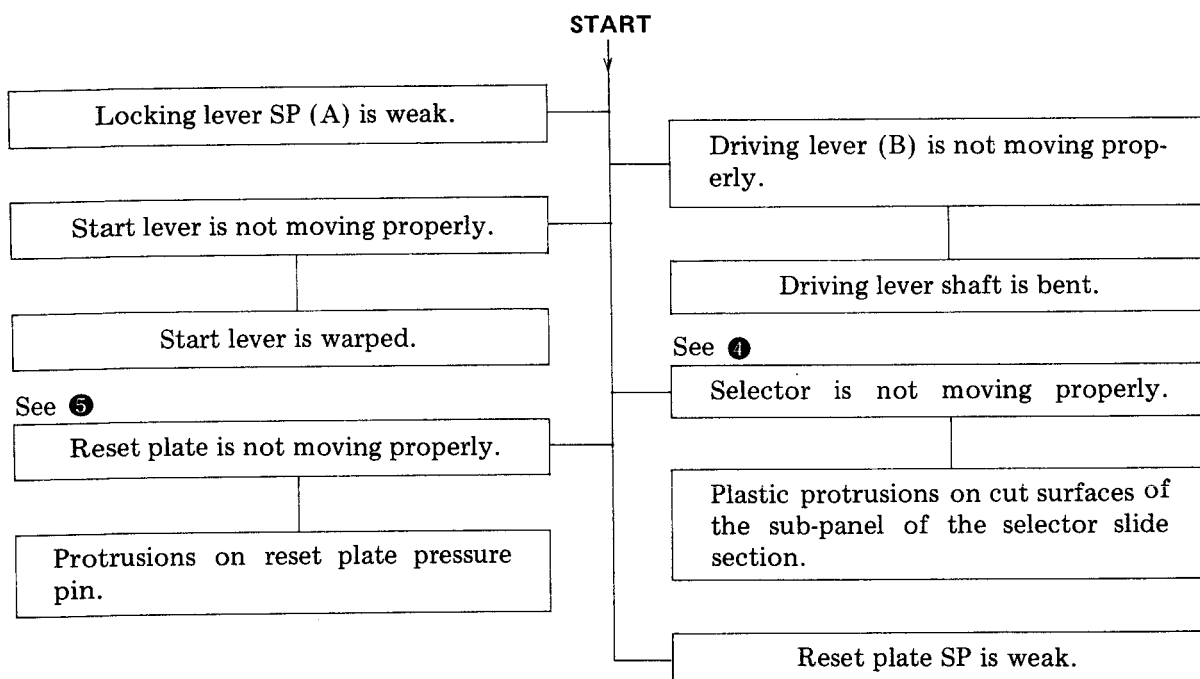 START
Locking lever SP (A) is weak.
Driving lever (B) is not moving prop-
erly.
Start lever is not moving properly.
Driving lever shaft is bent.
Start lever is warped.
See ❹
Selector is not moving properly.
See ❺
Reset plate is not moving properly.
Plastic protrusions on cut surfaces of
the sub-panel of the selector slide
section.
Protrusions on reset plate pressure
pin.
Reset plate SP is weak.